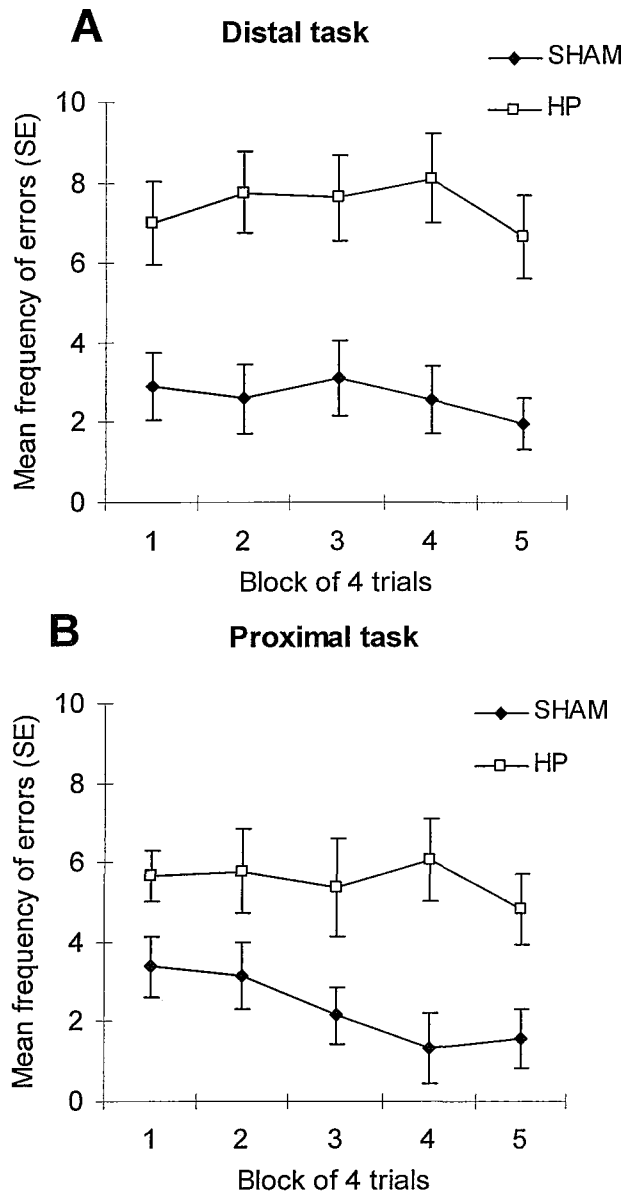 A
Distal task
SHAM
HP
Mean frequency of errors (SE)
10
8
6
4
2
0
1 2 3 4 5
Block of 4 trials
B
Proximal task
SHAM
HP
Mean frequency of errors (SE)
10
8
6
4
2
0
1 2 3 4 5
Block of 4 trials